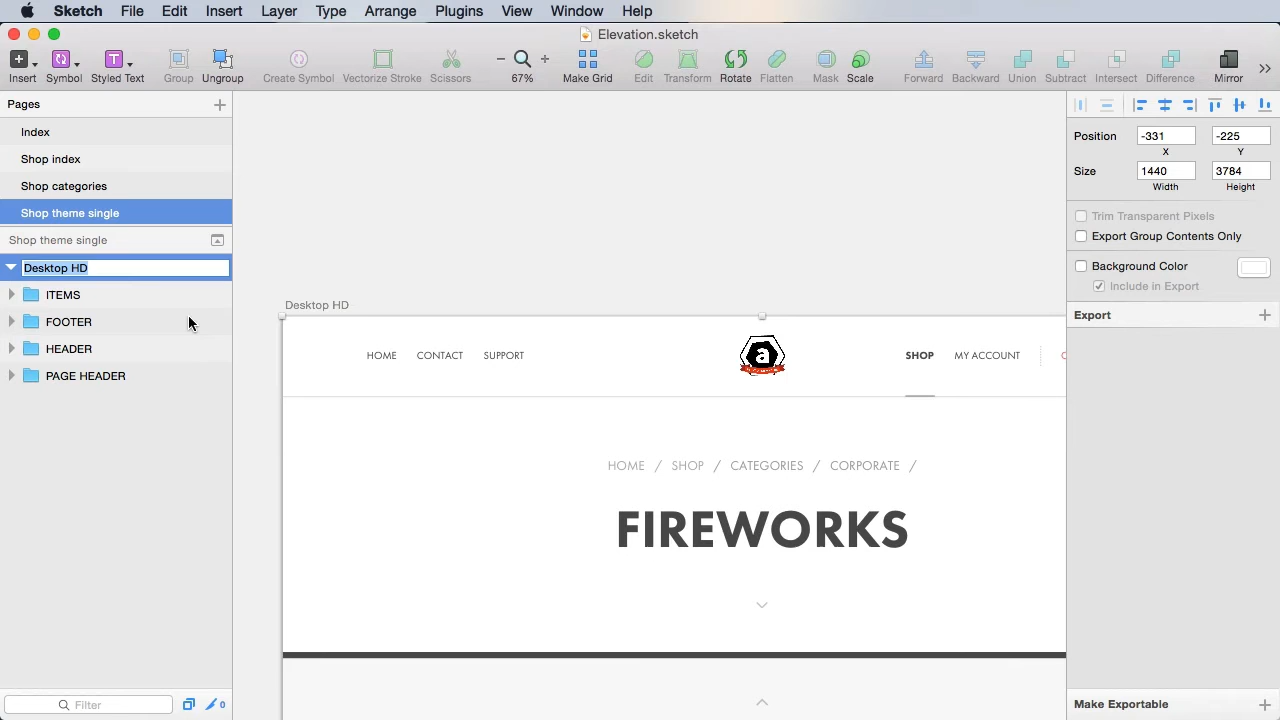 Sketch File Edit Insert Layer Type Arrange Plugins View Window Help
Elevation.sketch
Insert Symbol Styled Text Group Ungroup Create Symbol Vectorize Stroke Scissors 67% Make Grid Edit Transform Rotate Flatten Mask Scale Forward Backward Union Subtract Intersect Difference Mirror
Pages
Index
Shop index
Shop categories
Shop theme single
Shop theme single
Desktop HD
ITEMS
FOOTER
HEADER
PAGE HEADER
Filter
0
Desktop HD
HOME CONTACT SUPPORT
a
SHOP MY ACCOUNT
HOME / SHOP / CATEGORIES / CORPORATE /
FIREWORKS
Position -331 -225
X Y
Size 1440 3784
Width Height
Trim Transparent Pixels
Export Group Contents Only
Background Color
Include in Export
Export
Make Exportable